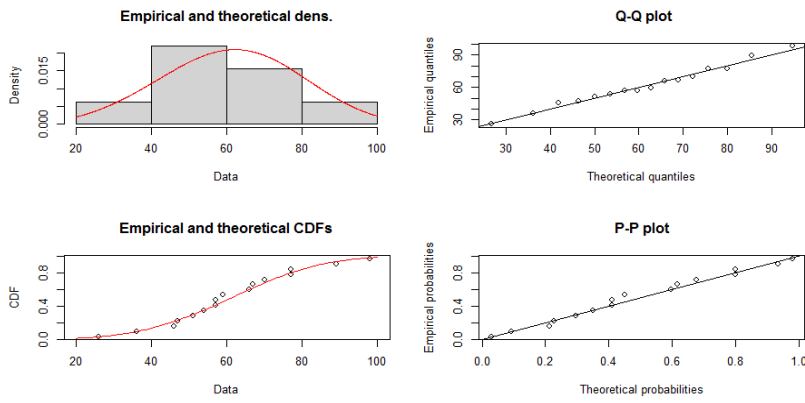 Empirical and theoretical dens.
Density
0.000
0.015
20
40
60
80
100
Data
Q-Q plot
Empirical quantiles
30
60
90
30
40
50
60
70
80
90
Theoretical quantiles
Empirical and theoretical CDFs
CDF
0.0
0.4
0.8
20
40
60
80
100
Data
P-P plot
Empirical probabilities
0.0
0.4
0.8
0.0
0.2
0.4
0.6
0.8
1.0
Theoretical probabilities